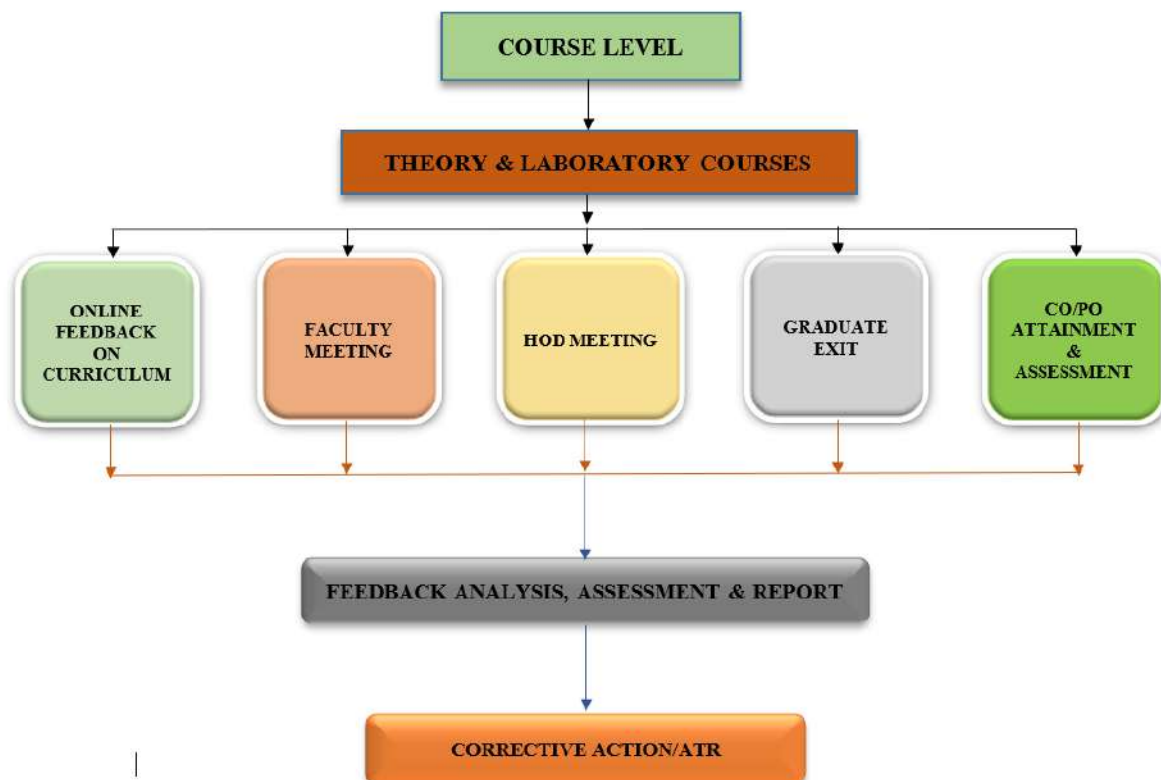 COURSE LEVEL
THEORY & LABORATORY COURSES
ONLINE
FEEDBACK
ON
CURRICULUM
FACULTY
MEETING
HOD MEETING
GRADUATE
EXIT
CO/PO
ATTAINMENT
&
ASSESSMENT
FEEDBACK ANALYSIS, ASSESSMENT & REPORT
CORRECTIVE ACTION/ATR